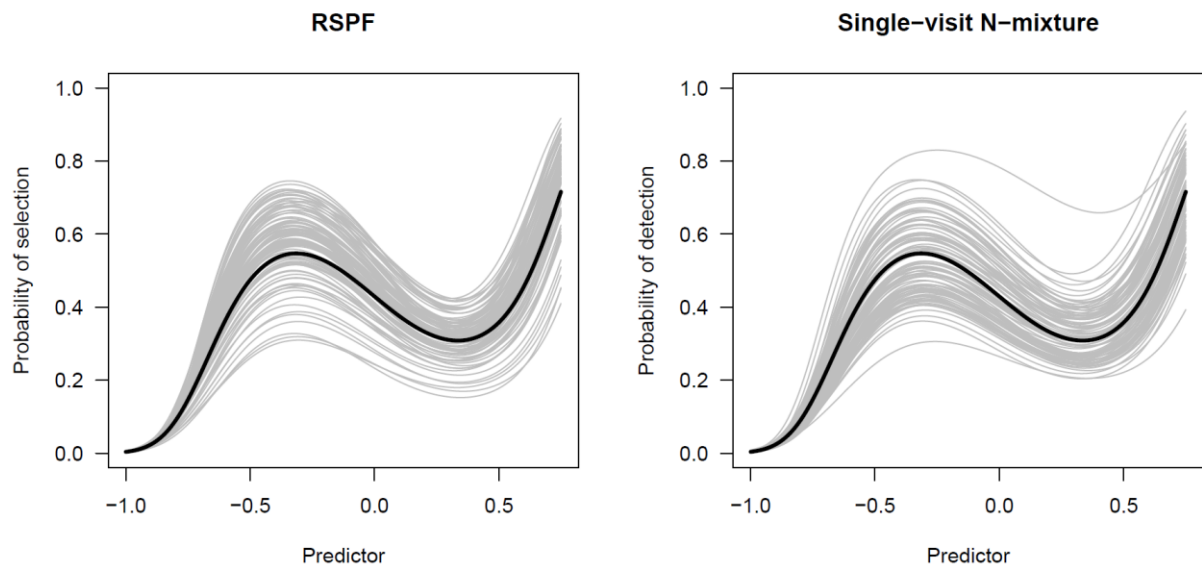 RSPF
Probability of selection
1.0
0.8
0.6
0.4
0.2
0.0
−1.0 −0.5 0.0 0.5
Predictor
Single−visit N−mixture
Probability of detection
1.0
0.8
0.6
0.4
0.2
0.0
−1.0 −0.5 0.0 0.5
Predictor